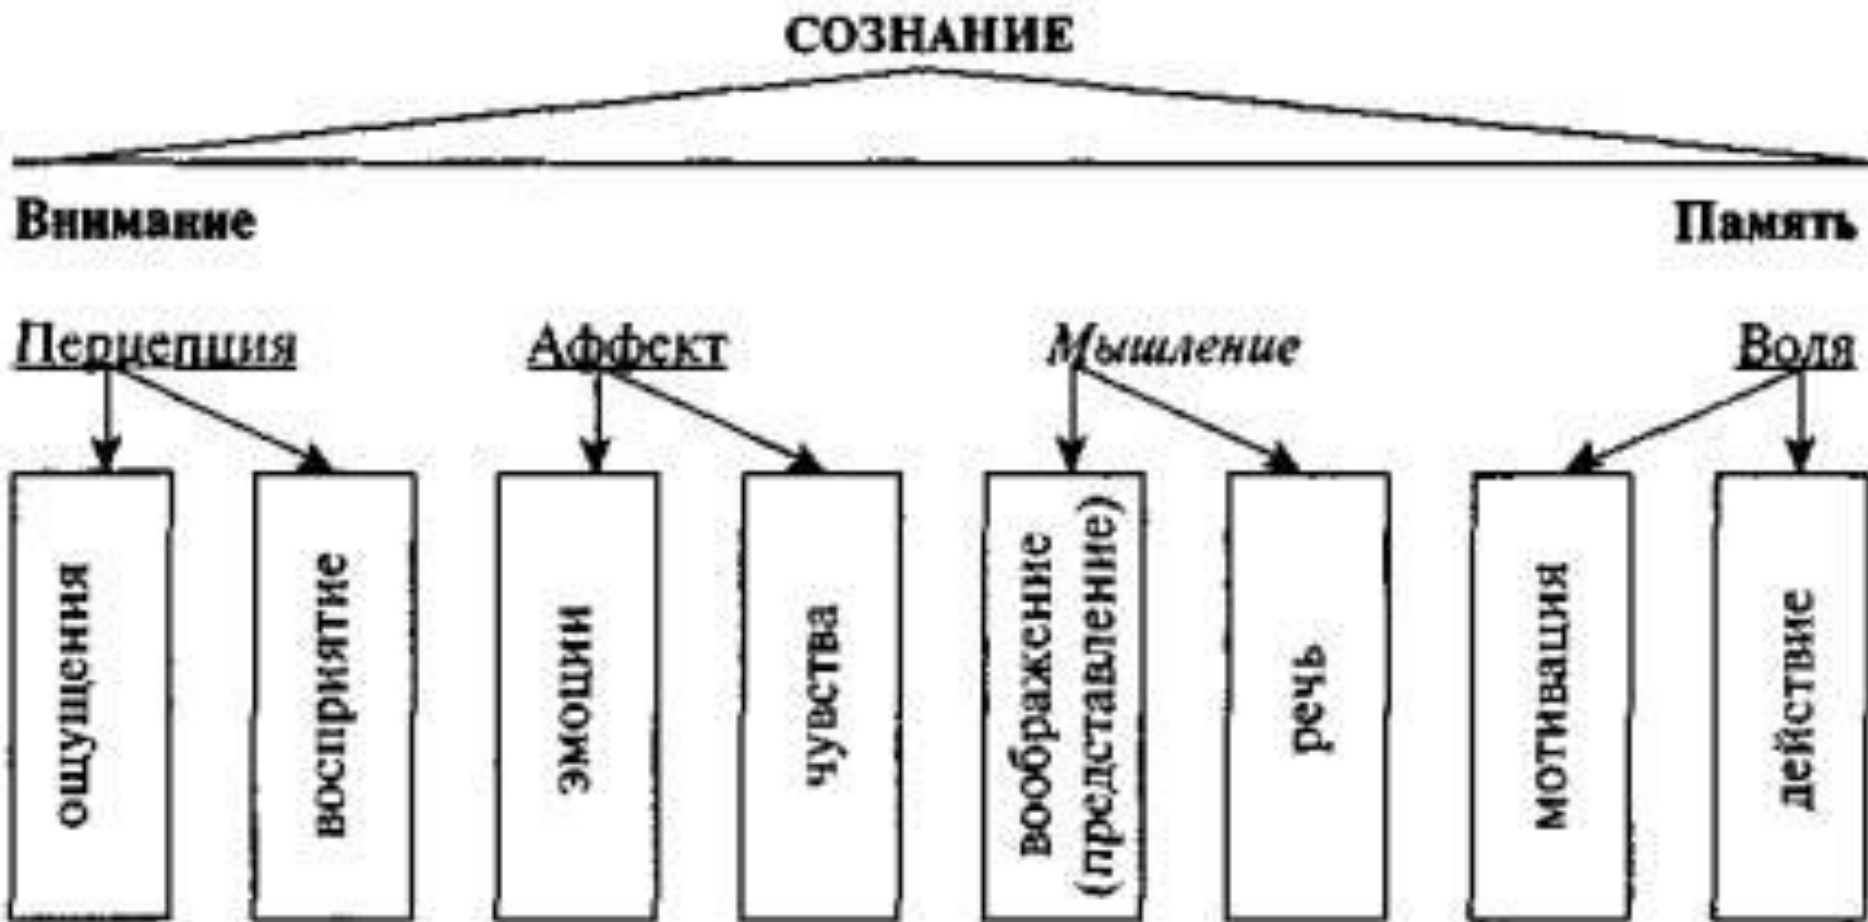 СОЗНАНИЕ
Внимание Память
Перцепция Аффект Мышление Воля
ощущения
восприятие
эмоции
чувства
воображение
(представление)
речь
мотивация
действие